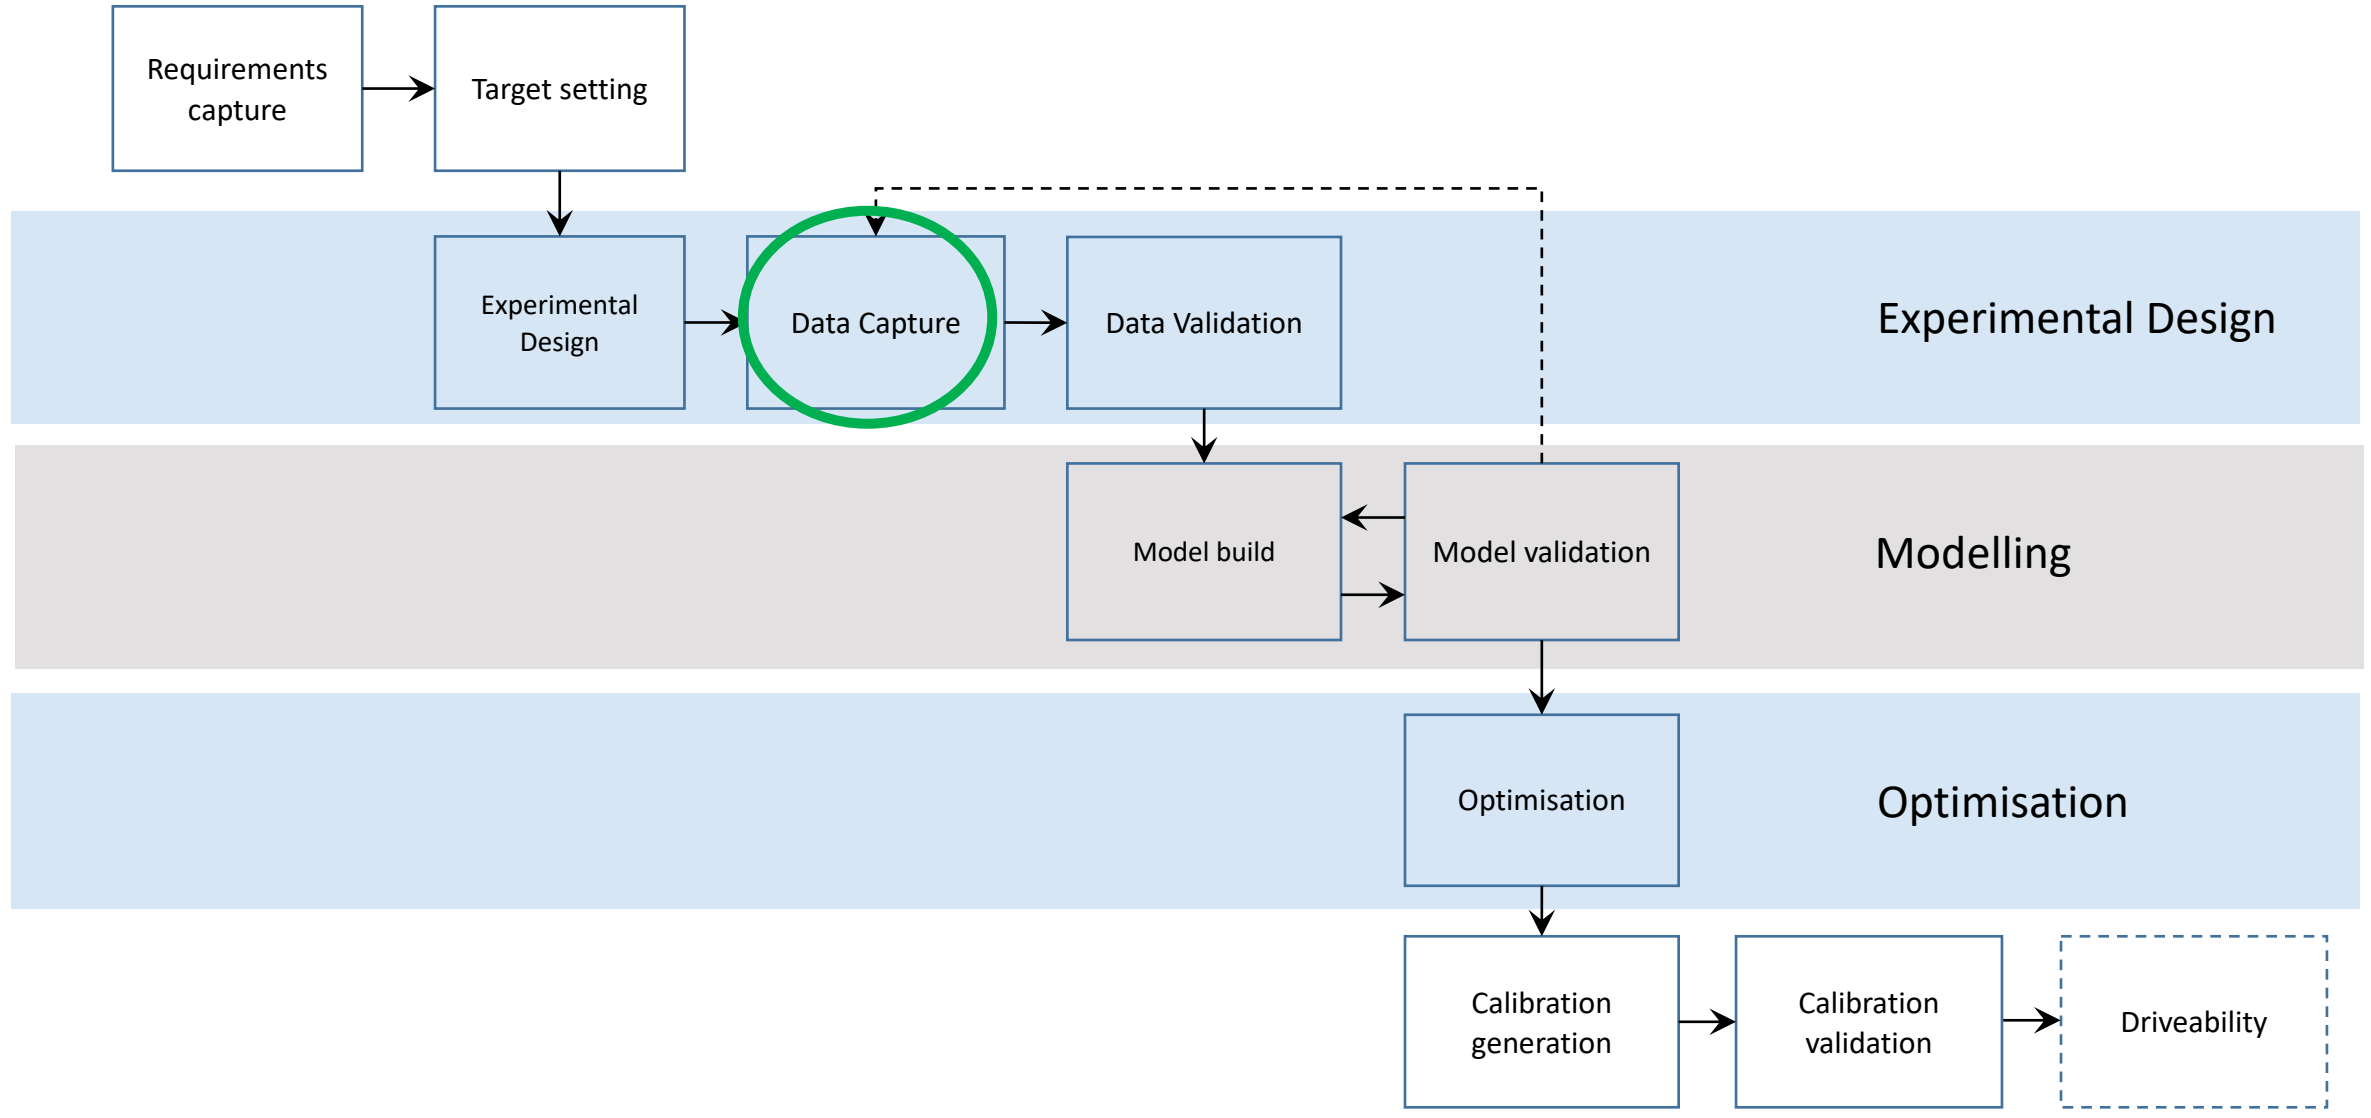 Requirements
capture
Target setting
Experimental
Design
Data Capture
Data Validation
Experimental Design
Model build
Model validation
Modelling
Optimisation
Optimisation
Calibration
generation
Calibration
validation
Driveability